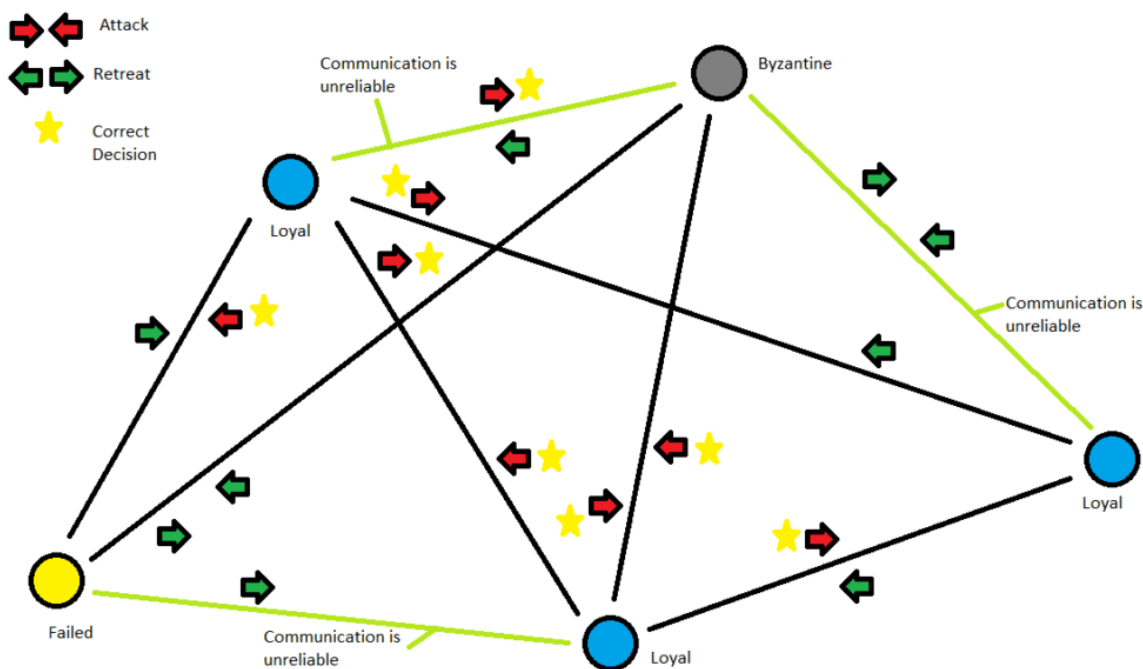 Attack
Retreat
Correct
Decision
Communication is
unreliable
Byzantine
Loyal
Communication is
unreliable
Loyal
Failed
Communication is
unreliable
Loyal